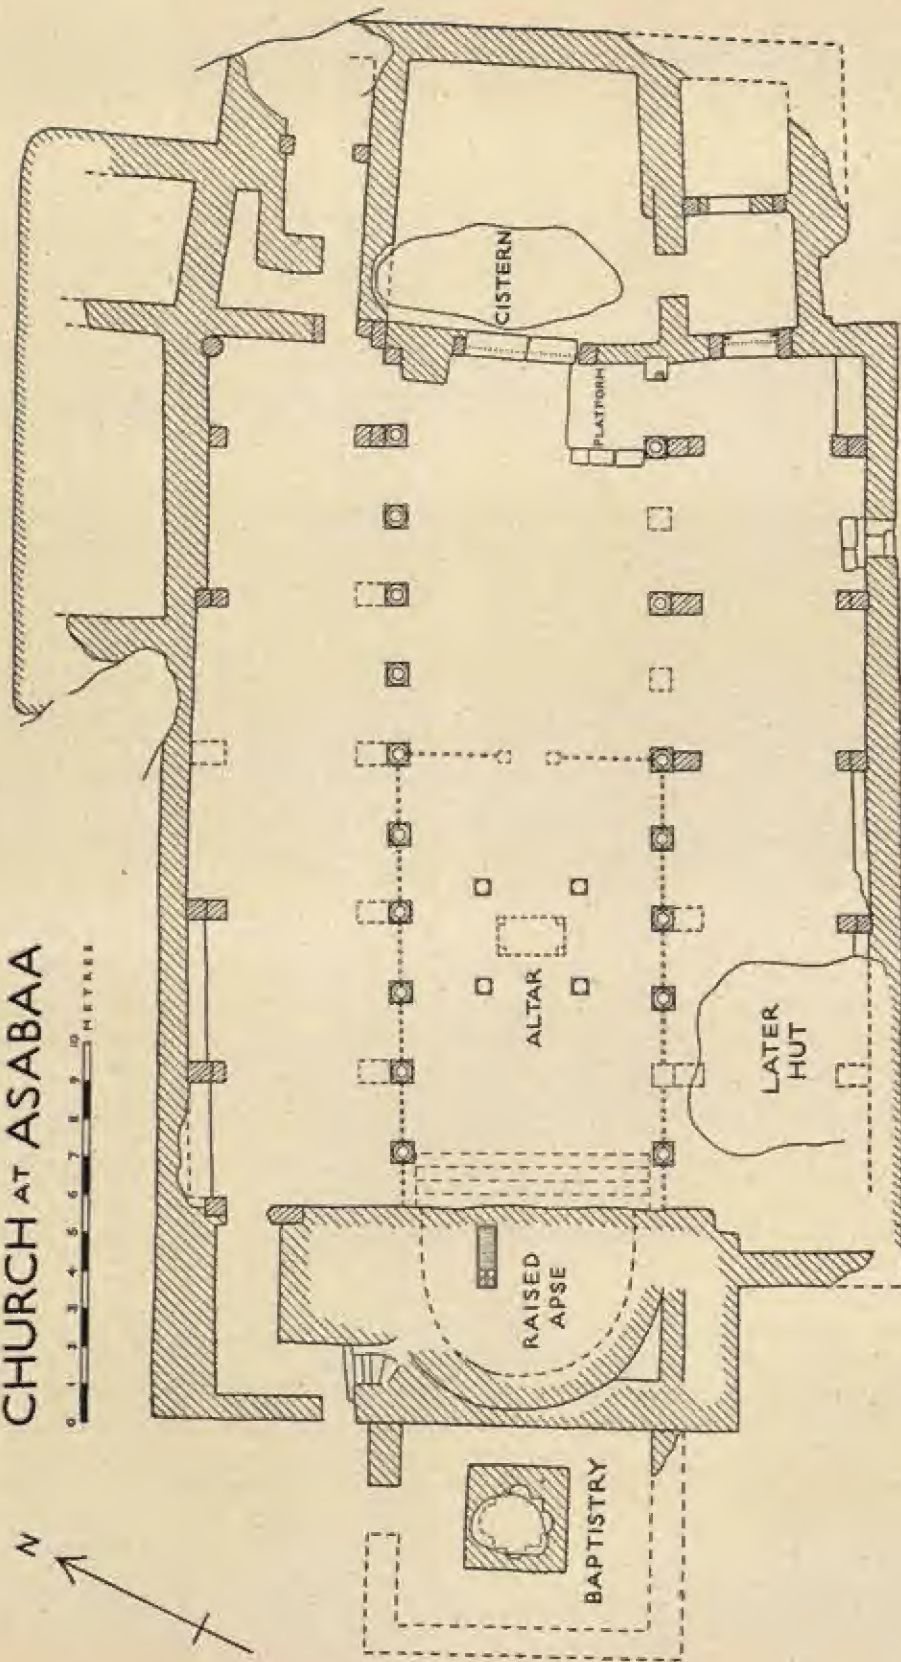 CHURCH AT ASABAA
0 1 2 3 4 5 6 7 8 9 10
METRES
N
CISTERN
PLATFORM
ALTAR
LATER
HUT
RAISED
APSE
BAPTISTRY